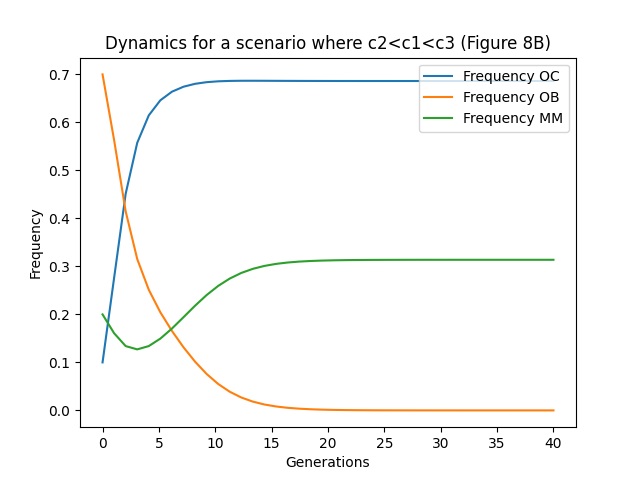 Dynamics for a scenario where c2<c1<c3 (Figure 8B)
Frequency OC
Frequency OB
Frequency MM
0.7
0.6
0.5
0.4
0.3
0.2
0.1
0.0
Frequency
0 5 10 15 20 25 30 35 40
Generations